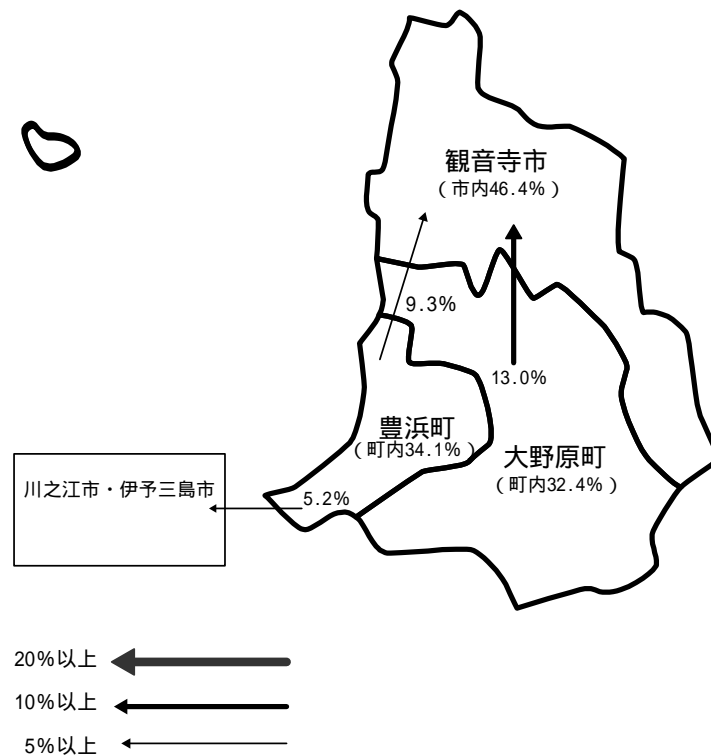 観音寺市
(市内46.4%)
9.3%
13.0%
豊浜町
(町内34.1%)
大野原町
(町内32.4%)
川之江市・伊予三島市
5.2%
20%以上
10%以上
5%以上